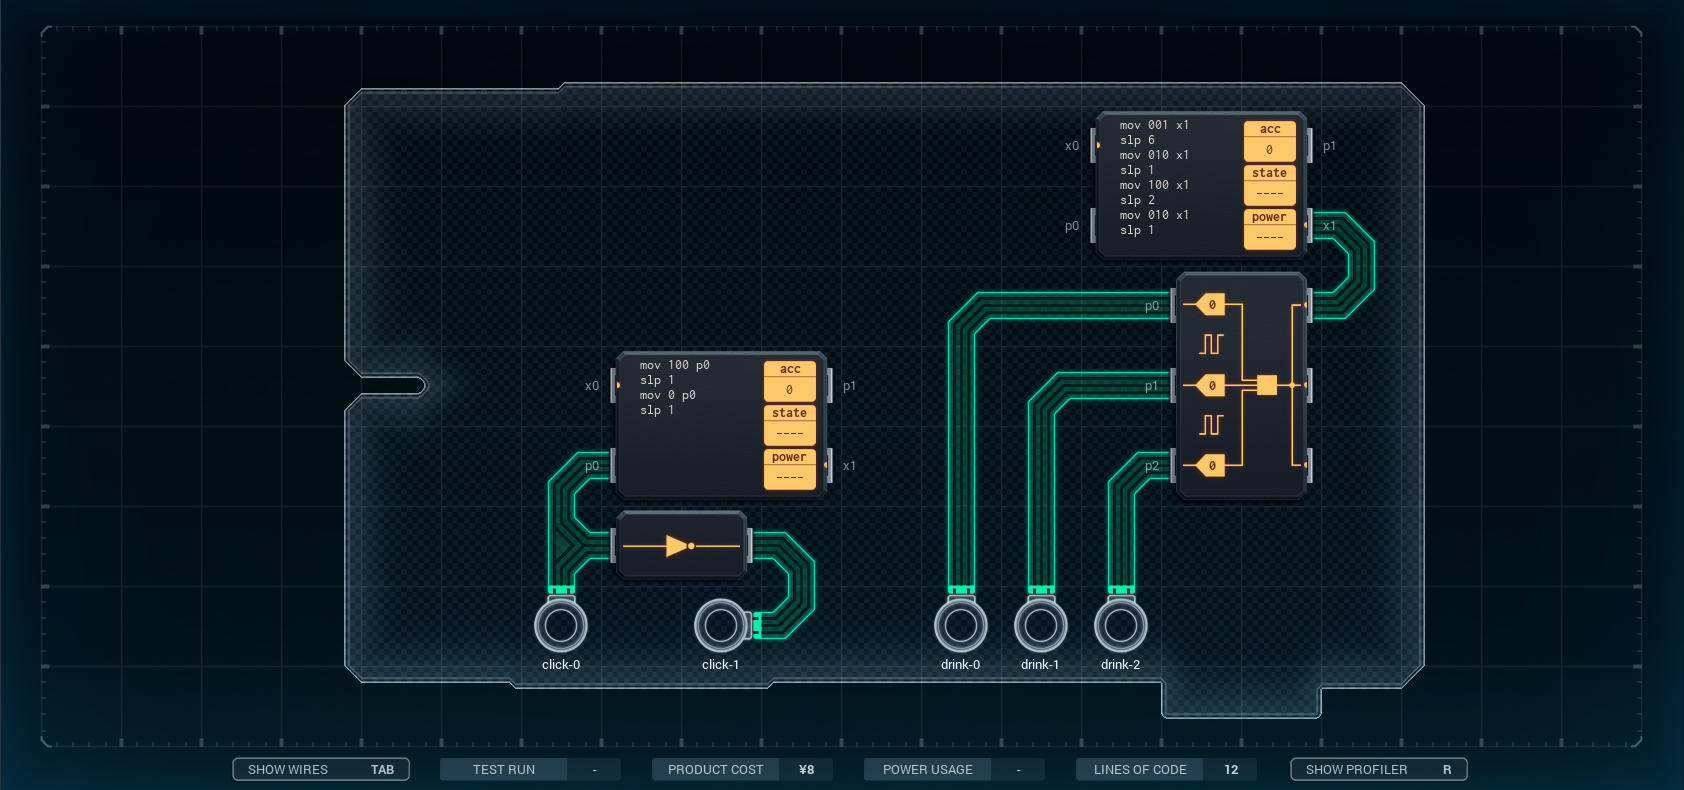 mov 001 x1
slp 6
mov 010 x1
slp 1
mov 100 x1
slp 2
mov 010 x1
slp 1
acc
0
state
----
power
----
x0
p1
p0
x1
mov 100 p0
slp 1
mov 0 p0
slp 1
acc
0
state
----
power
----
x0
p1
p0
x1
p0
0
p1
0
p2
0
click-0
click-1
drink-0
drink-1
drink-2
SHOW WIRES TAB
TEST RUN -
PRODUCT COST ¥8
POWER USAGE -
LINES OF CODE 12
SHOW PROFILER R